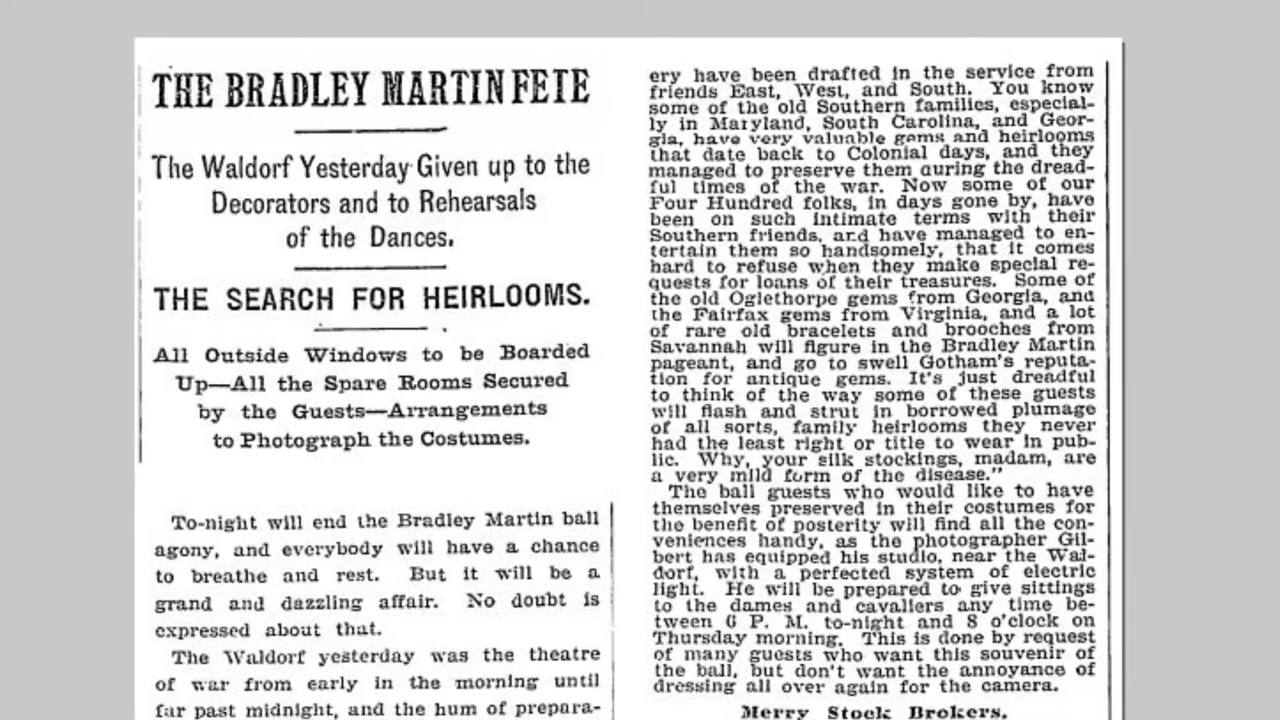 THE BRADLEY MARTIN FETE
The Waldorf Yesterday Given up to the
Decorators and to Rehearsals
of the Dances.
THE SEARCH FOR HEIRLOOMS.
All Outside Windows to be Boarded
Up—All the Spare Rooms Secured
by the Guests—Arrangements
to Photograph the Costumes.
To-night will end the Bradley Martin ball
agony, and everybody will have a chance
to breathe and rest. But it will be a
grand and dazzling affair. No doubt is
expressed about that.
The Waldorf yesterday was the theatre
of war from early in the morning until
far past midnight, and the hum of prepara-
ery have been drafted in the service from
friends East, West, and South. You know
some of the old Southern families, especial-
ly in Maryland, South Carolina, and Geor-
gia, have very valuable gems and heirlooms
that date back to Colonial days, and they
managed to preserve them during the dread-
ful times of the war. Now some of our
Four Hundred folks, in days gone by, have
been on such intimate terms with their
Southern friends, and have managed to en-
tertain them so handsomely, that it comes
hard to refuse when they make special re-
quests for loans of their treasures. Some of
the old Oglethorpe gems from Georgia, and
the Fairfax gems from Virginia, and a lot
of rare old bracelets and brooches from
Savannah will figure in the Bradley Martin
pageant, and go to swell Gotham's reputa-
tion for antique gems. It's just dreadful
to think of the way some of these guests
will flash and strut in borrowed plumage
of all sorts, family heirlooms they never
had the least right or title to wear in pub-
lic. Why, your silk stockings, madam, are
a very mild form of the disease."
The ball guests who would like to have
themselves preserved in their costumes for
the benefit of posterity will find all the con-
veniences handy, as the photographer Gil-
bert has equipped his studio, near the Wal-
dorf, with a perfected system of electric
light. He will be prepared to give sittings
to the dames and cavaliers any time be-
tween 6 P. M. to-night and 8 o'clock on
Thursday morning. This is done by request
of many guests who want this souvenir of
the ball, but don't want the annoyance of
dressing all over again for the camera.
Merry Stock Brokers.